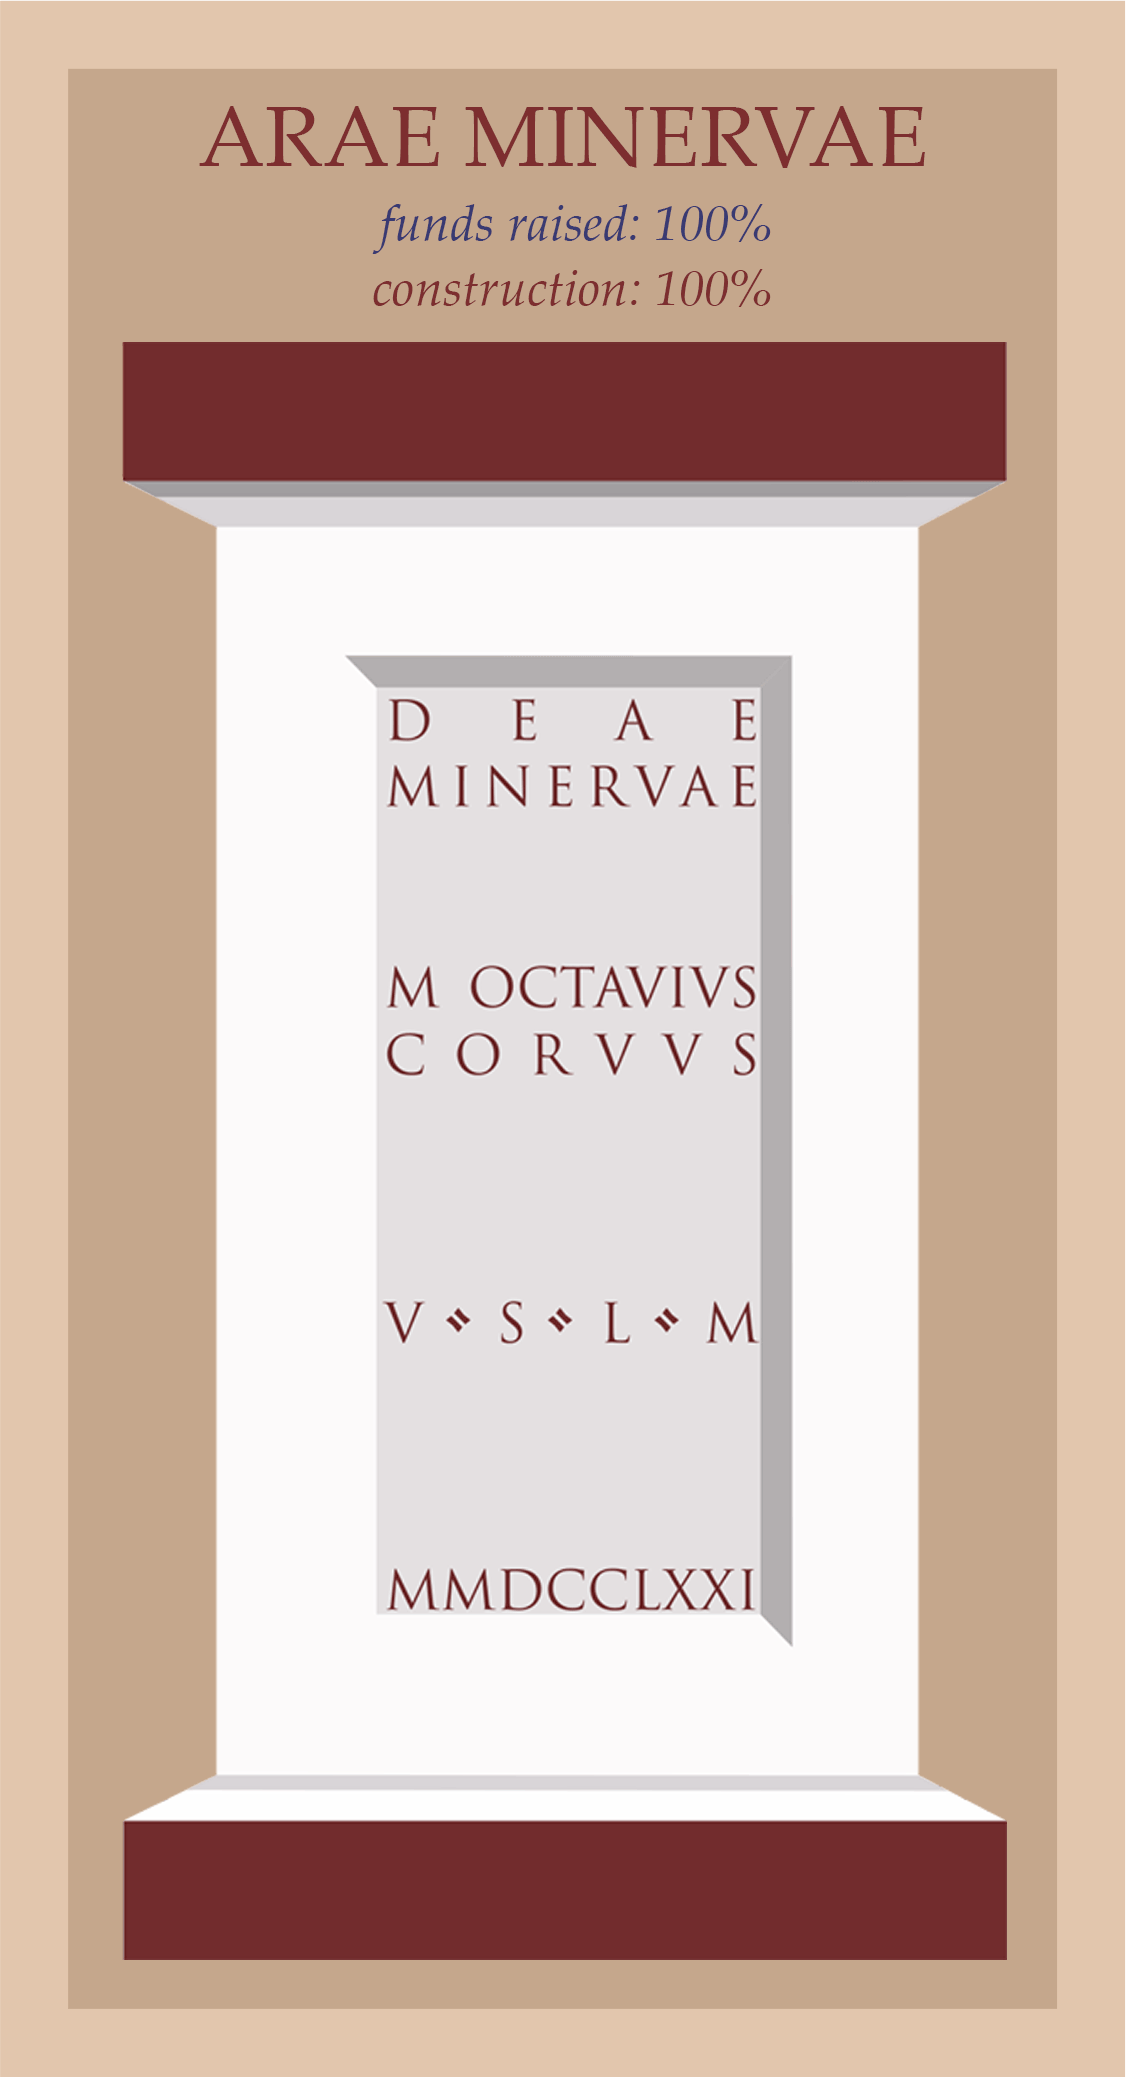 ARAE MINERVAE
funds raised: 100%
construction: 100%
DEAE
MINERVAE
M OCTAVIVS
CORVVS
V · S · L · M
MMDCCLXXI